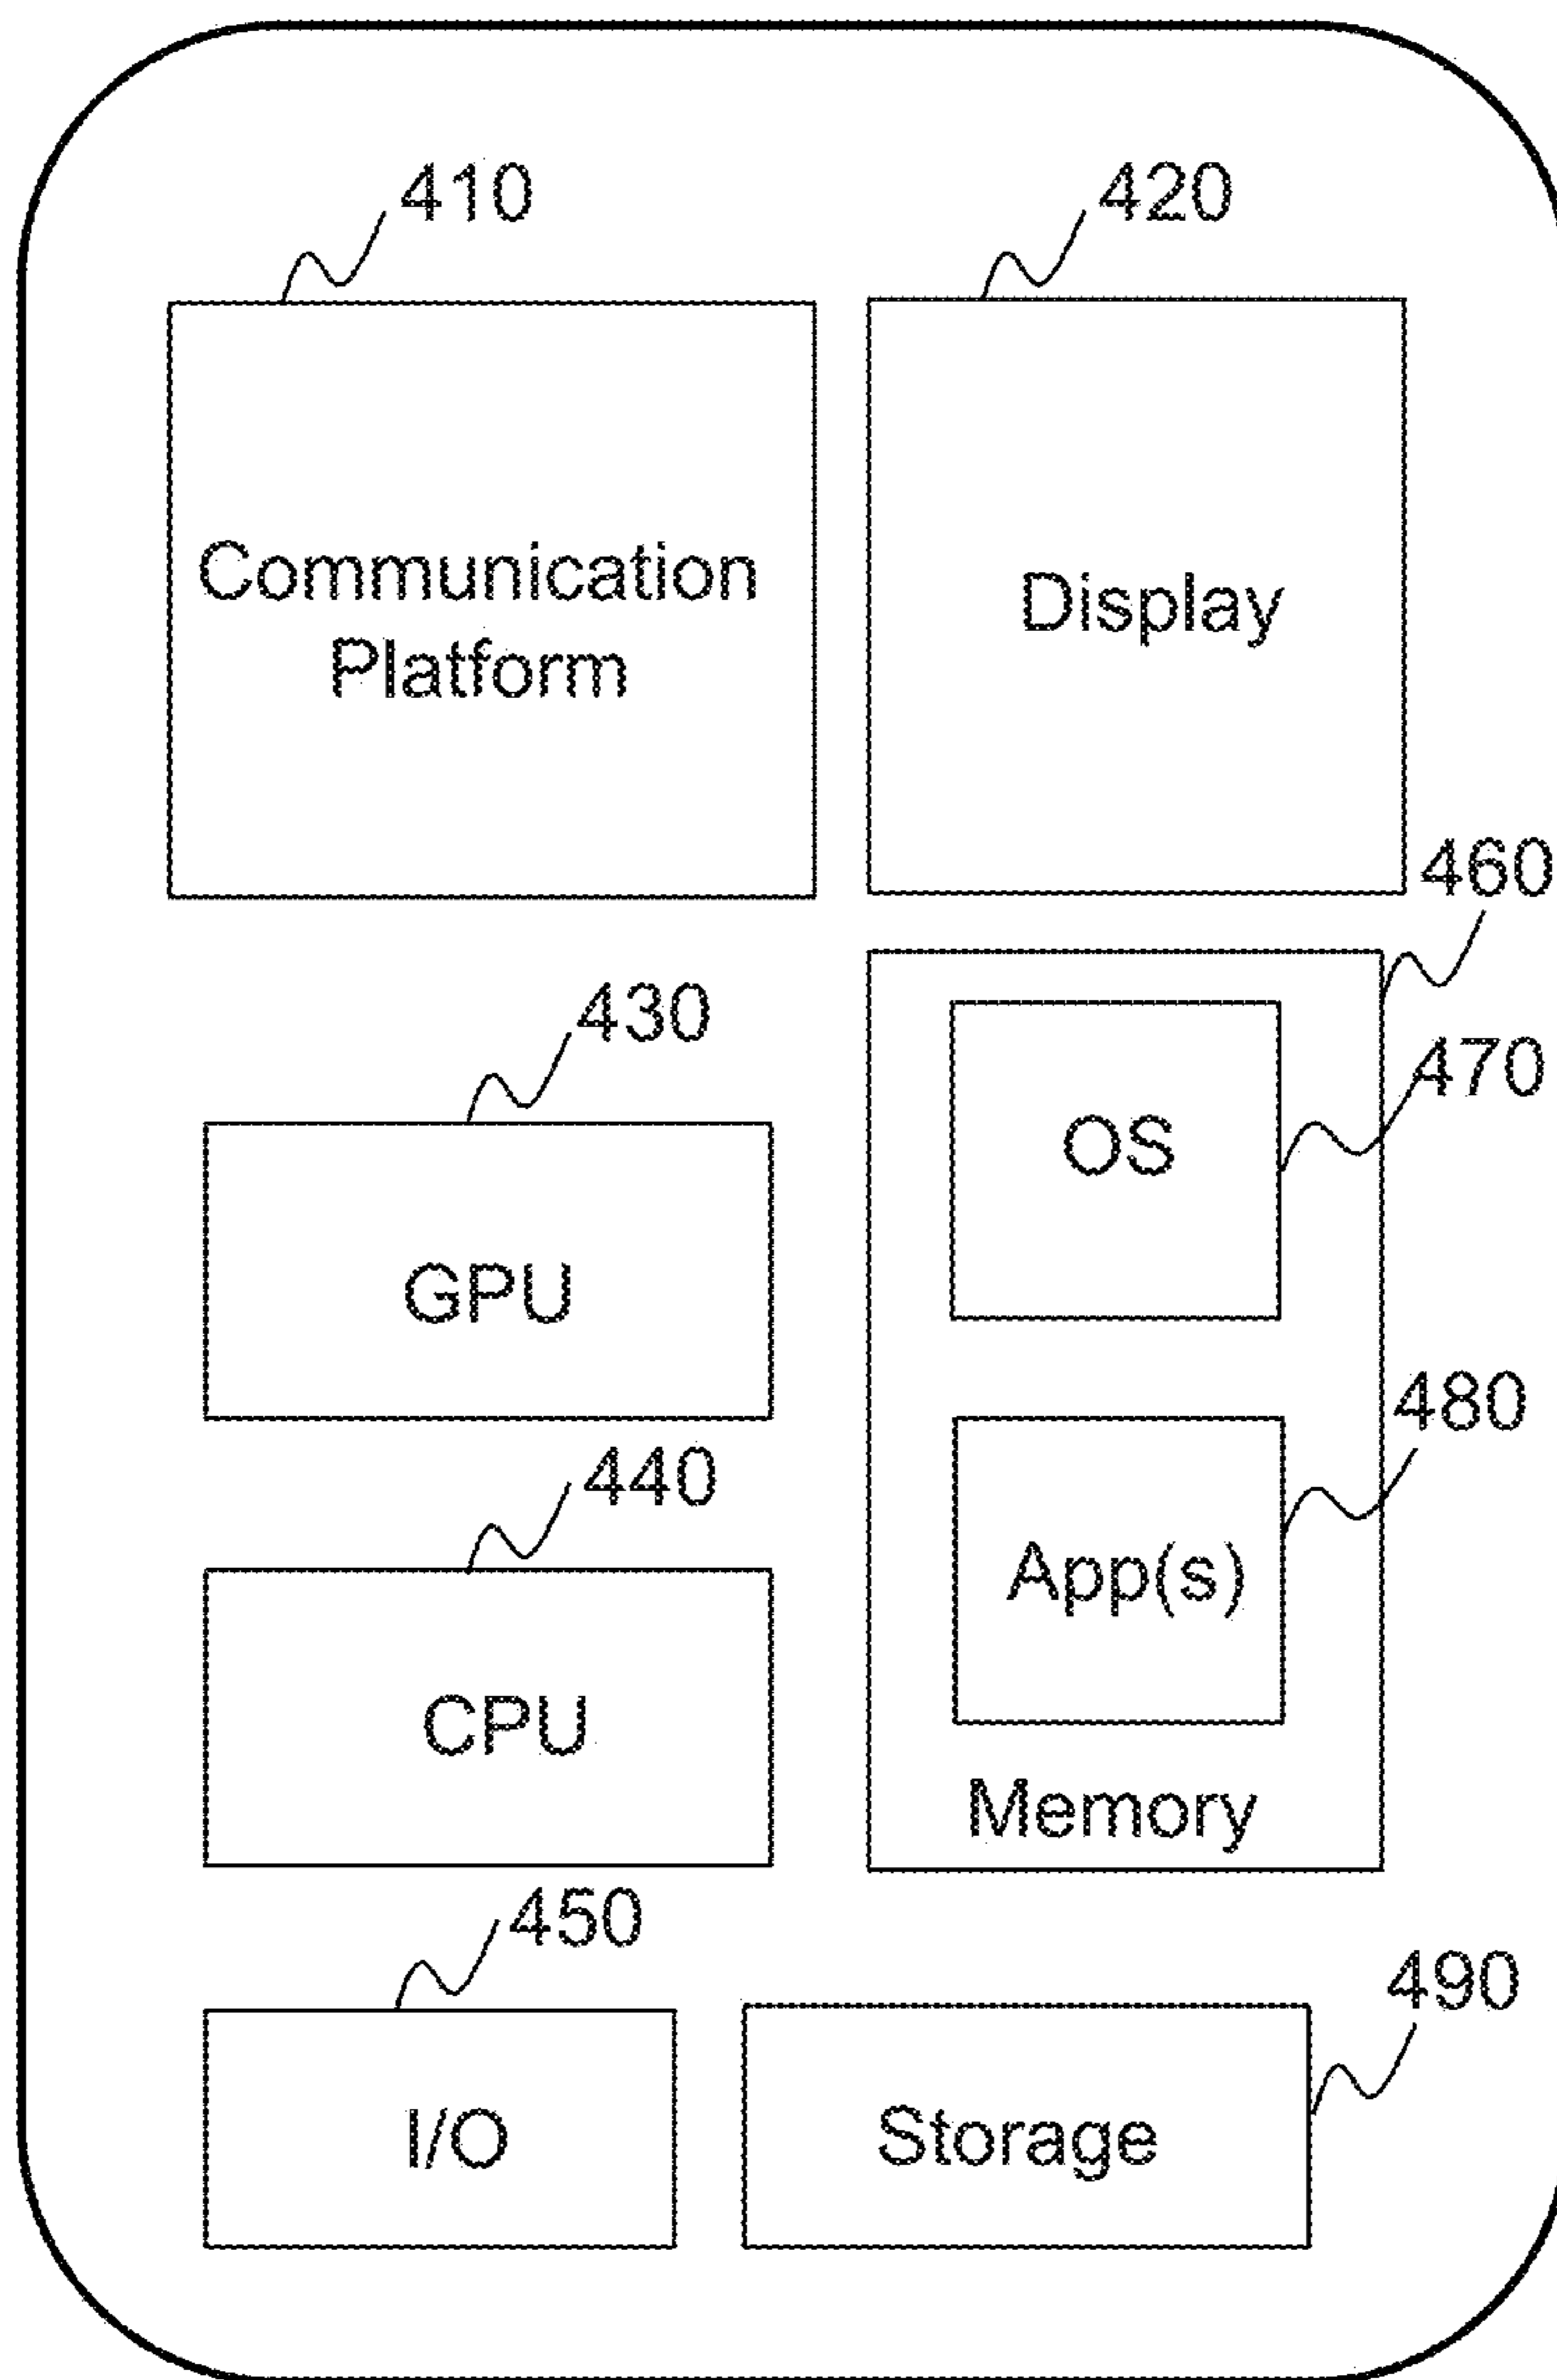 410
420
Communication
Platform
Display
460
430
470
OS
GPU
480
440
App(s)
CPU
Memory
450
490
I/O
Storage